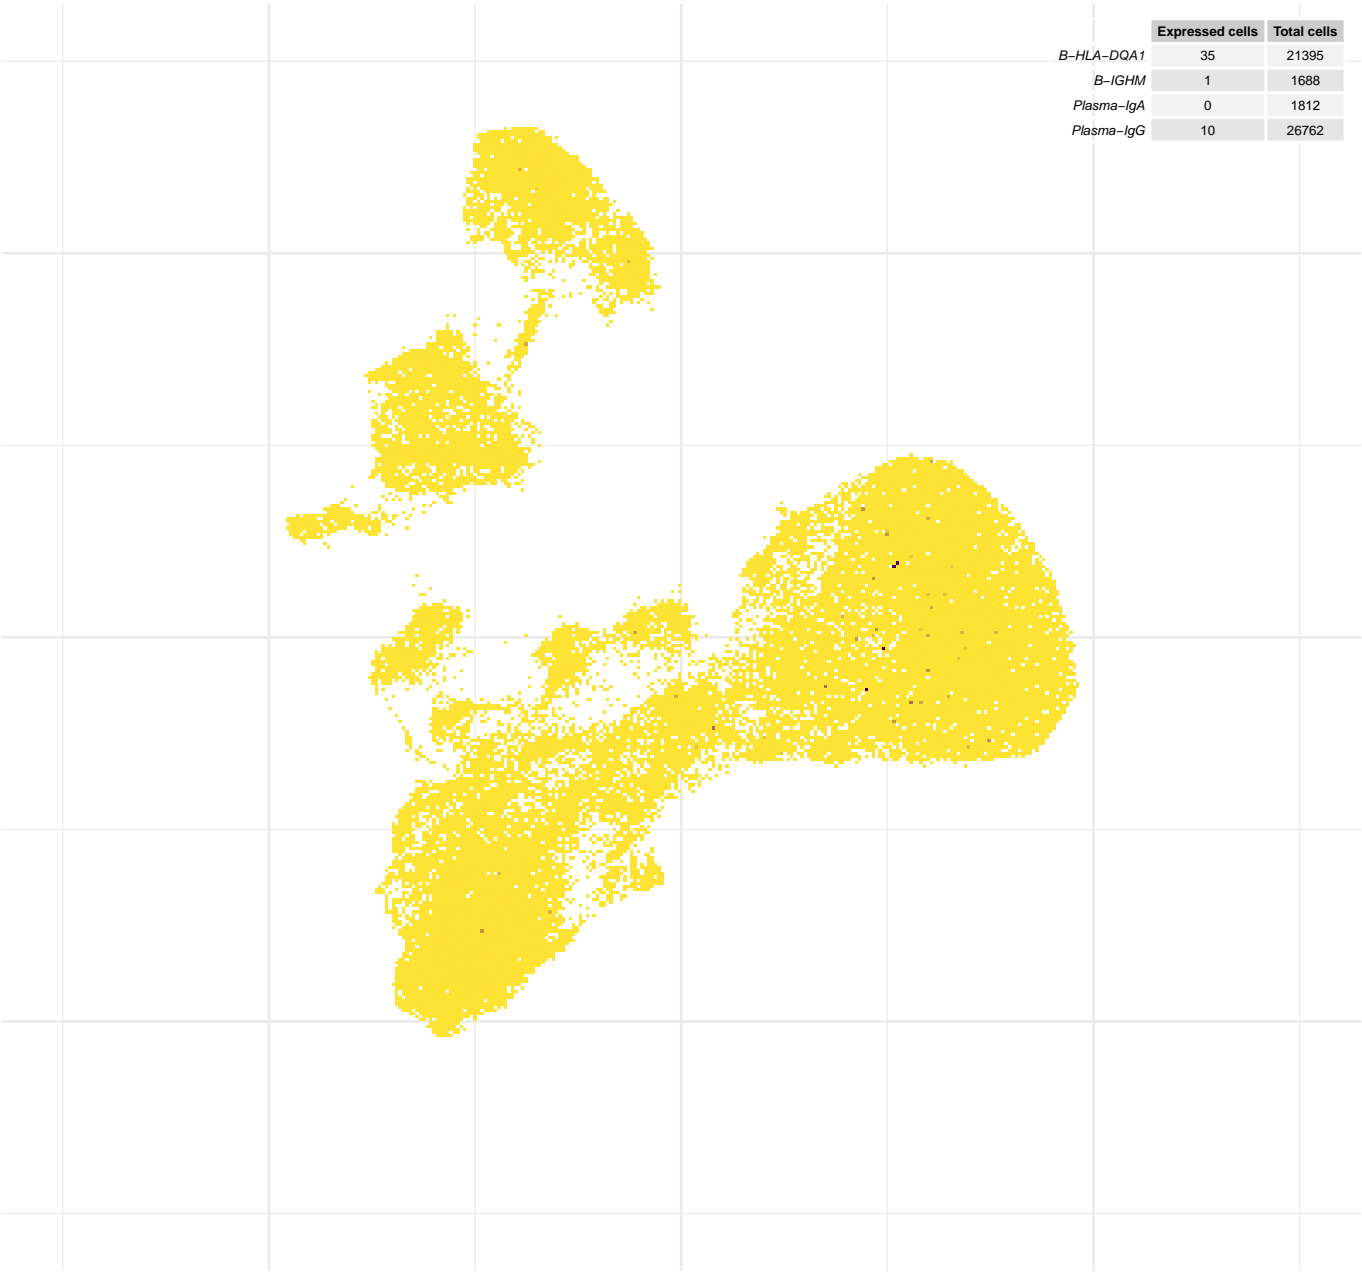 Expressed cells Total cells
B−HLA−DQA1 35 21395
B−IGHM 1 1688
Plasma−IgA 0 1812
Plasma−IgG 10 26762